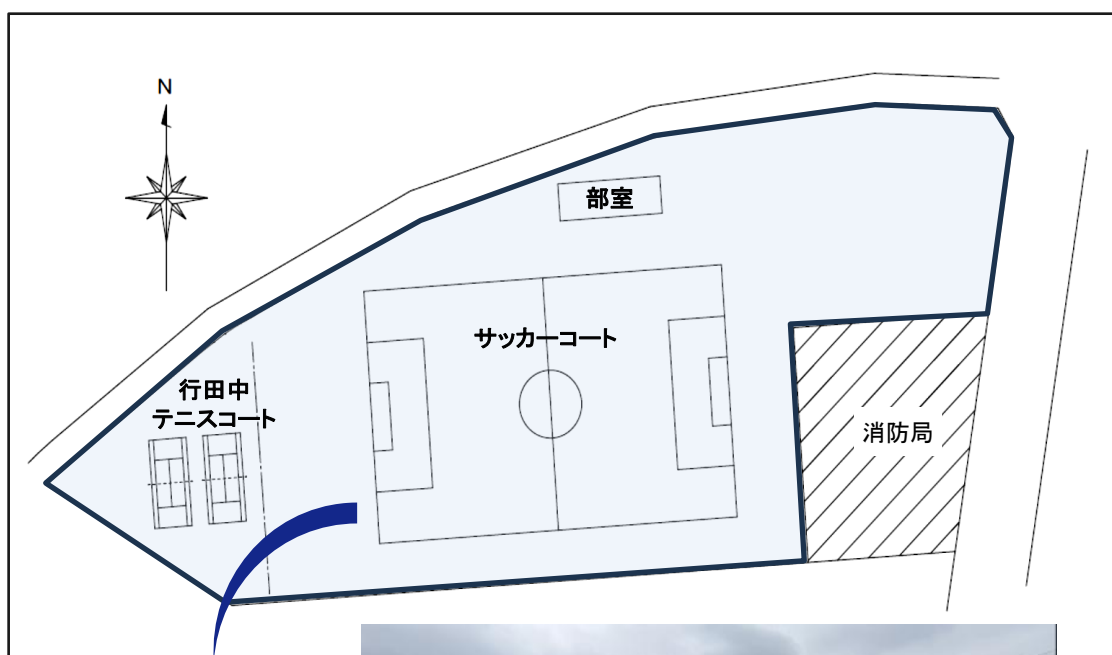 N
部室
サッカーコート
行田中
テニスコート
消防局